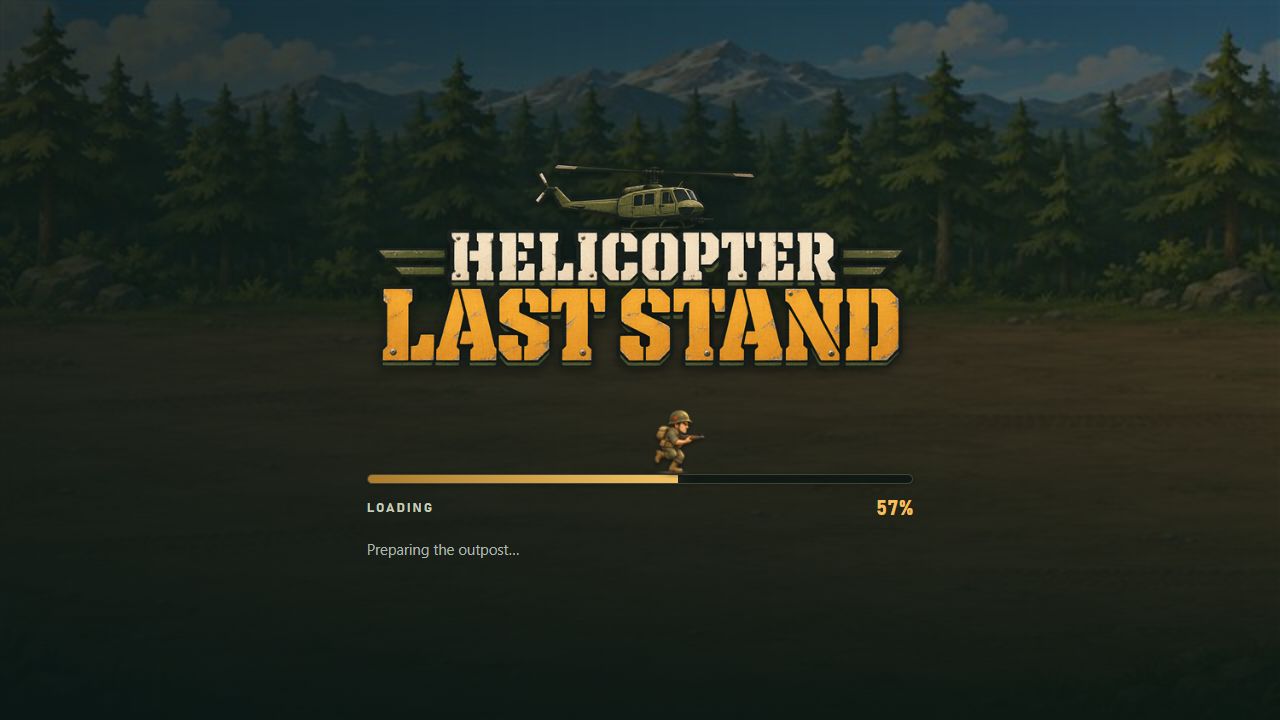 HELICOPTER
LAST STAND
LOADING
57%
Preparing the outpost...